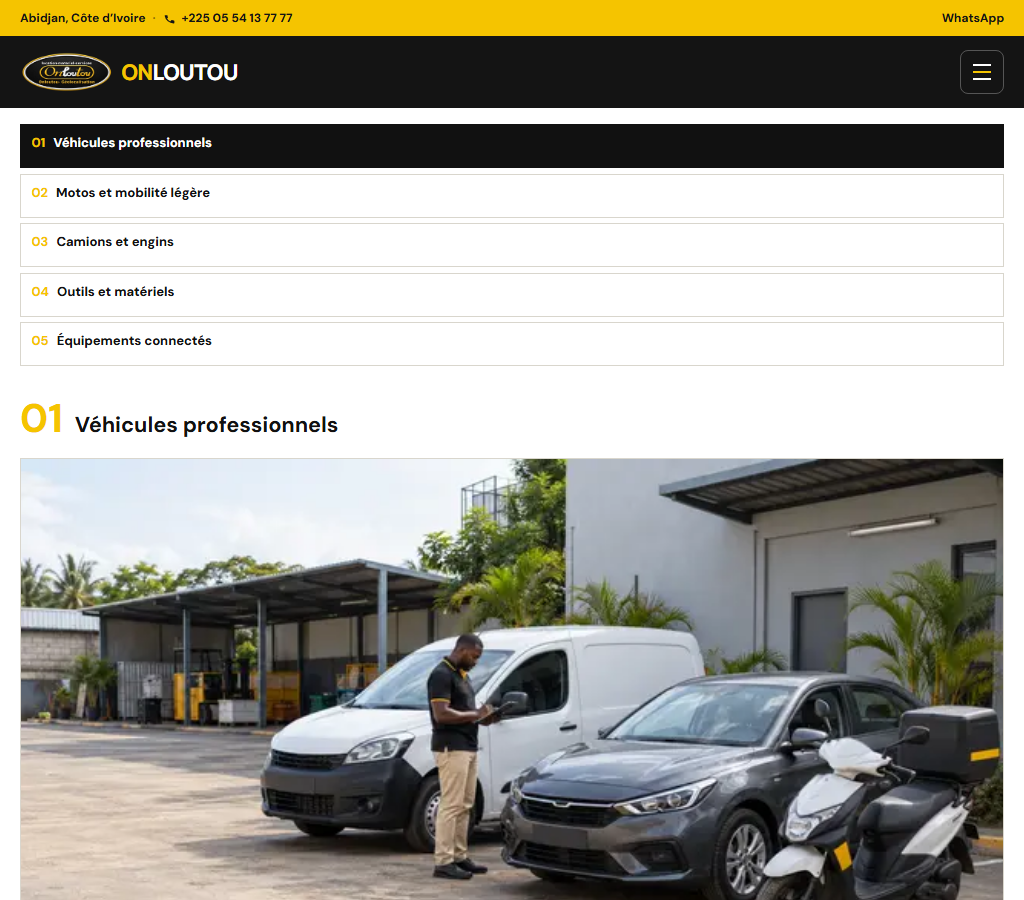 Abidjan, Côte d'Ivoire · +225 05 54 13 77 77
WhatsApp
Onloutou
ONLOUTOU
01 Véhicules professionnels
02 Motos et mobilité légère
03 Camions et engins
04 Outils et matériels
05 Équipements connectés
01 Véhicules professionnels